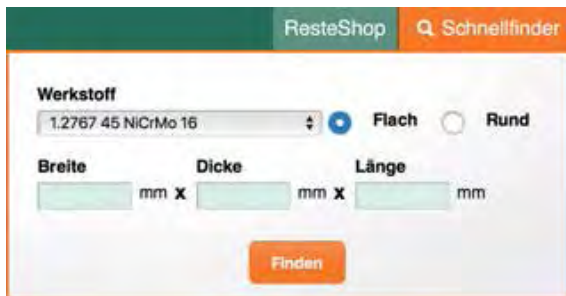 ResteShop Schnellfinder
Werkstoff
1.2767 45 NiCrMo 16 Flach Rund
Breite Dicke Länge
mm x mm x mm
Finden